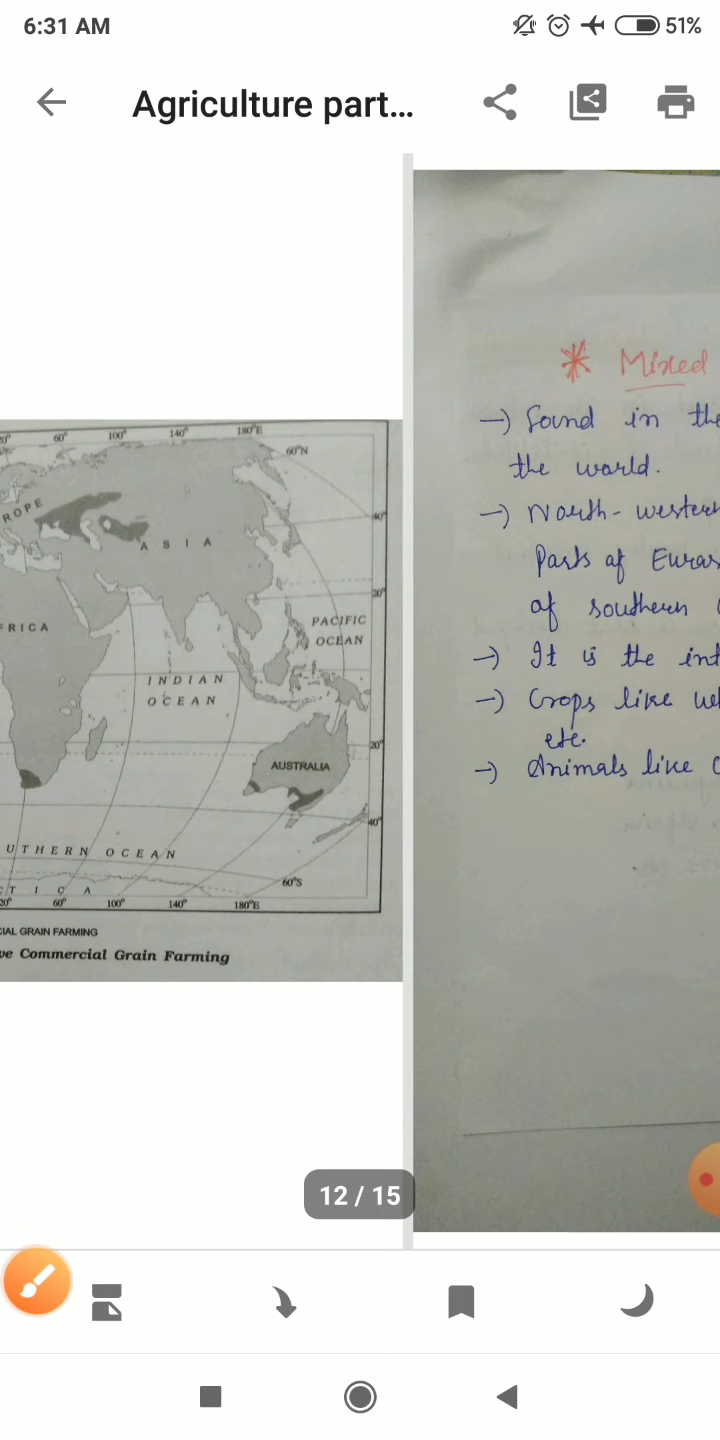 6:31 AM
51%
Agriculture part...
20°
60°
100°
140°
180°E
60°N
ROPE
40°
A S I A
20°
FRICA
PACIFIC
OCEAN
INDIAN
OCEAN
20°
AUSTRALIA
40°
UTHERN OCEAN
60°S
T I C A
20°
60°
100°
140°
180°E
CIAL GRAIN FARMING
ve Commercial Grain Farming
* Mixed
→ found in the
the world.
→ North-western
Parts of Euras
of southern
→ It is the int
→ Crops like
etc.
→ Animals like
12 / 15